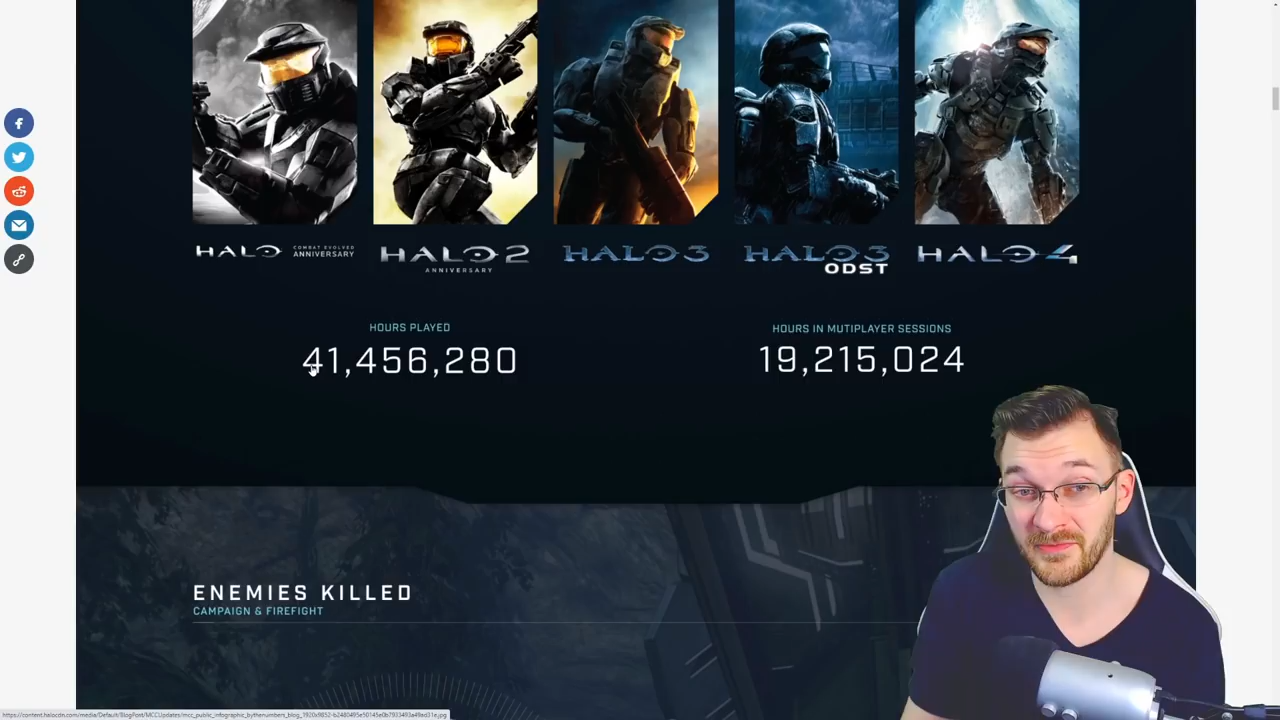 HALO COMBAT EVOLVED ANNIVERSARY
HALO 2 ANNIVERSARY
HALO 3
HALO 3 ODST
HALO 4
HOURS PLAYED
41,456,280
HOURS IN MUTIPLAYER SESSIONS
19,215,024
ENEMIES KILLED
CAMPAIGN & FIREFIGHT